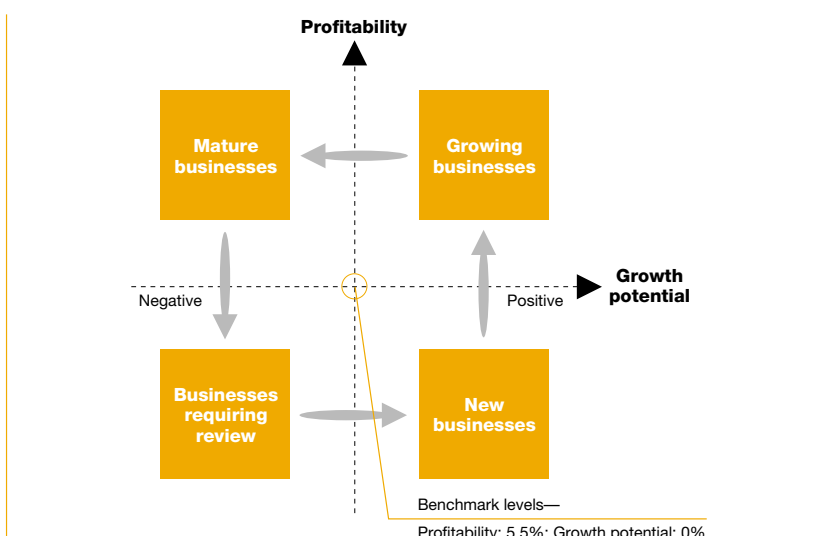 Profitability
Mature
businesses
Growing
businesses
Negative
Positive
Growth
potential
Businesses
requiring
review
New
businesses
Benchmark levels—
Profitability: 5.5%; Growth potential: 0%